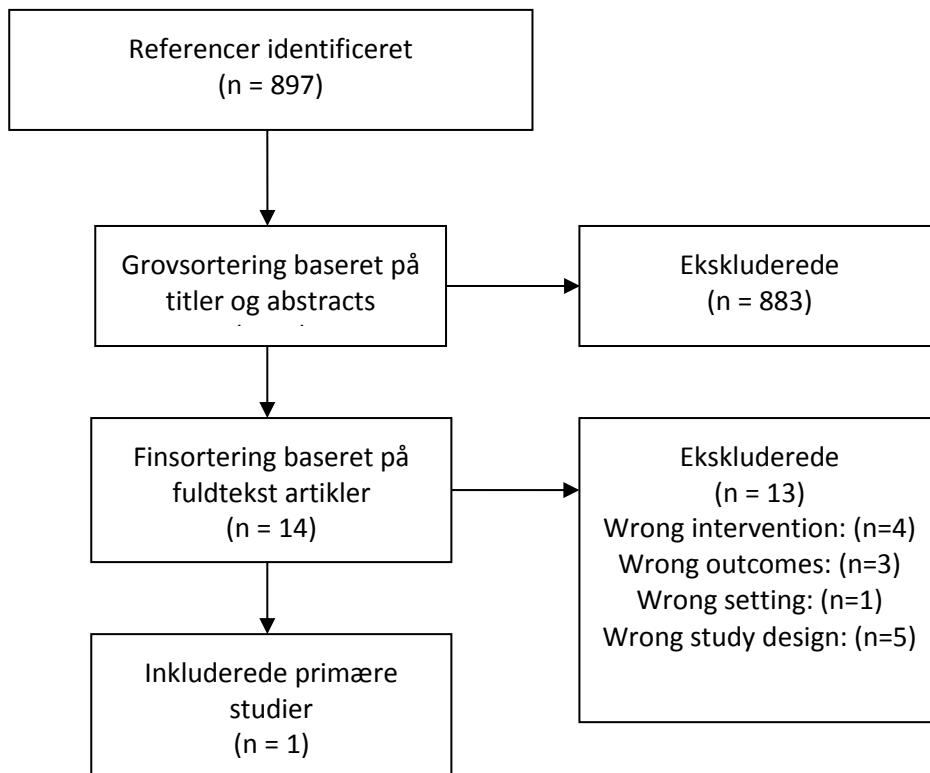 Referencer identificeret
(n = 897)
Grovsortering baseret på
titler og abstracts
Ekskluderede
(n = 883)
Finsortering baseret på
fuldtekst artikler
(n = 14)
Ekskluderede
(n = 13)
Wrong intervention: (n=4)
Wrong outcomes: (n=3)
Wrong setting: (n=1)
Wrong study design: (n=5)
Inkluderede primære
studier
(n = 1)